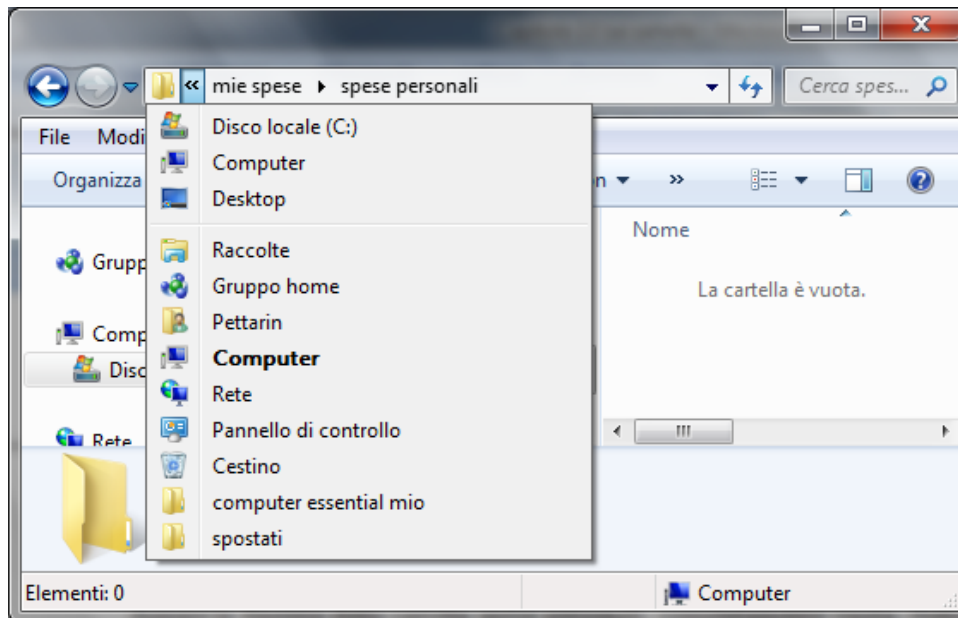 « mie spese spese personali
Cerca spes...
File Modi
Disco locale (C:)
Computer
Desktop
Organizza
n
»
Raccolte
Gruppo home
Pettarin
Computer
Rete
Pannello di controllo
Cestino
computer essential mio
spostati
Grupp
Comp
Disc
Rete
Nome
La cartella è vuota.
Elementi: 0
Computer